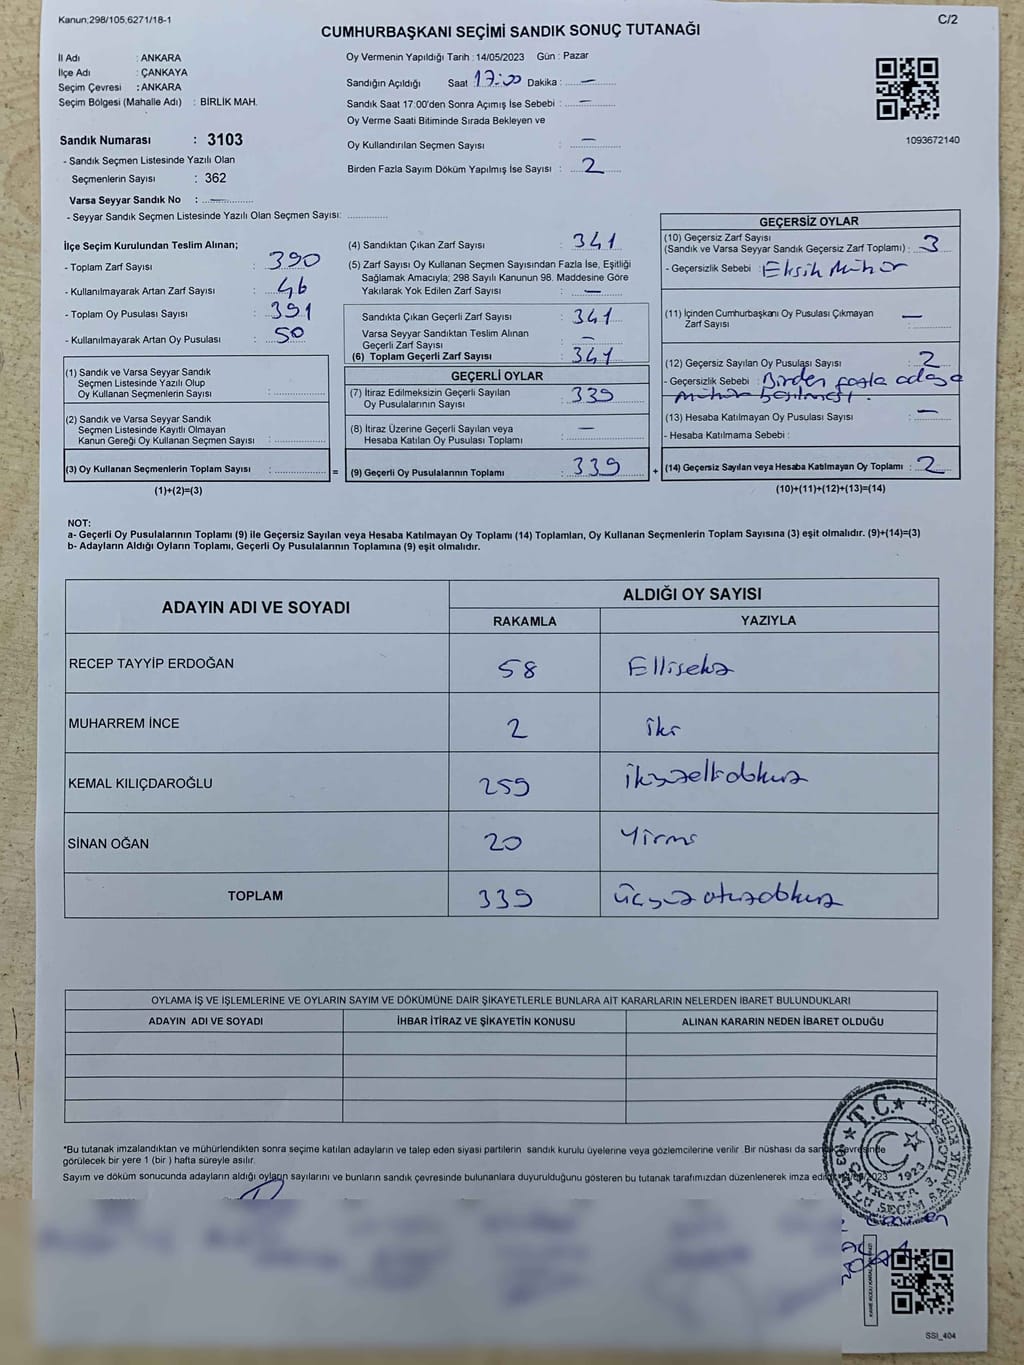 Kanun;298/105,6271/18-1
C/2
CUMHURBAŞKANI SEÇİMİ SANDIK SONUÇ TUTANAĞI
İl Adı : ANKARA
İlçe Adı : ÇANKAYA
Seçim Çevresi : ANKARA
Seçim Bölgesi (Mahalle Adı) : BİRLİK MAH.
Sandık Numarası : 3103
- Sandık Seçmen Listesinde Yazılı Olan
Seçmenlerin Sayısı : 362
Varsa Seyyar Sandık No : —
- Seyyar Sandık Seçmen Listesinde Yazılı Olan Seçmen Sayısı:
Oy Vermenin Yapıldığı Tarih : 14/05/2023 Gün : Pazar
Sandığın Açıldığı Saat 17:00 Dakika : —
Sandık Saat 17:00'den Sonra Açımış İse Sebebi : —
Oy Verme Saati Bitiminde Sırada Bekleyen ve
Oy Kullandırılan Seçmen Sayısı : —
Birden Fazla Sayım Döküm Yapılmış İse Sayısı : 2
1093672140
İlçe Seçim Kurulundan Teslim Alınan;
- Toplam Zarf Sayısı : 390
- Kullanılmayarak Artan Zarf Sayısı : 46
- Toplam Oy Pusulası Sayısı : 391
- Kullanılmayarak Artan Oy Pusulası : 50
(1) Sandık ve Varsa Seyyar Sandık
Seçmen Listesinde Yazılı Olup
Oy Kullanan Seçmenlerin Sayısı :
(2) Sandık ve Varsa Seyyar Sandık
Seçmen Listesinde Kayıtlı Olmayan
Kanun Gereği Oy Kullanan Seçmen Sayısı :
(3) Oy Kullanan Seçmenlerin Toplam Sayısı : =
(1)+(2)=(3)
(4) Sandıktan Çıkan Zarf Sayısı : 341
(5) Zarf Sayısı Oy Kullanan Seçmen Sayısından Fazla İse, Eşitliği
Sağlamak Amacıyla; 298 Sayılı Kanunun 98. Maddesine Göre
Yakılarak Yok Edilen Zarf Sayısı : —
Sandıkta Çıkan Geçerli Zarf Sayısı : 341
Varsa Seyyar Sandıktan Teslim Alınan
Geçerli Zarf Sayısı : —
(6) Toplam Geçerli Zarf Sayısı : 341
GEÇERLİ OYLAR
(7) İtiraz Edilmeksizin Geçerli Sayılan
Oy Pusulalarının Sayısı : 339
(8) İtiraz Üzerine Geçerli Sayılan veya
Hesaba Katılan Oy Pusulası Toplamı : —
(9) Geçerli Oy Pusulalarının Toplamı : 339 +
GEÇERSİZ OYLAR
(10) Geçersiz Zarf Sayısı
(Sandık ve Varsa Seyyar Sandık Geçersiz Zarf Toplamı) : 3
- Geçersizlik Sebebi : Eksik Mühür
(11) İçinden Cumhurbaşkanı Oy Pusulası Çıkmayan
Zarf Sayısı : —
(12) Geçersiz Sayılan Oy Pusulası Sayısı : 2
- Geçersizlik Sebebi : Birden fazla adaya
mühür basılması.
(13) Hesaba Katılmayan Oy Pusulası Sayısı : —
- Hesaba Katılmama Sebebi :
(14) Geçersiz Sayılan veya Hesaba Katılmayan Oy Toplamı : 2
(10)+(11)+(12)+(13)=(14)
NOT:
a- Geçerli Oy Pusulalarının Toplamı (9) ile Geçersiz Sayılan veya Hesaba Katılmayan Oy Toplamı (14) Toplamları, Oy Kullanan Seçmenlerin Toplam Sayısına (3) eşit olmalıdır. (9)+(14)=(3)
b- Adayların Aldığı Oyların Toplamı, Geçerli Oy Pusulalarının Toplamına (9) eşit olmalıdır.
ADAYIN ADI VE SOYADI
ALDIĞI OY SAYISI
RAKAMLA YAZIYLA
RECEP TAYYİP ERDOĞAN 58 Ellisekiz
MUHARREM İNCE 2 iki
KEMAL KILIÇDAROĞLU 259 ikiyüzellidokuz
SİNAN OĞAN 20 Yirmi
TOPLAM 339 üçyüz otuzdokuz
OYLAMA İŞ VE İŞLEMLERİNE VE OYLARIN SAYIM VE DÖKÜMÜNE DAİR ŞİKAYETLERLE BUNLARA AİT KARARLARIN NELERDEN İBARET BULUNDUKLARI
ADAYIN ADI VE SOYADI İHBAR İTİRAZ VE ŞİKAYETİN KONUSU ALINAN KARARIN NEDEN İBARET OLDUĞU
*Bu tutanak imzalandıktan ve mühürlendikten sonra seçime katılan adayların ve talep eden siyasi partilerin sandık kurulu üyelerine veya gözlemcilerine verilir. Bir nüshası da sandık çevresinde
görülecek bir yere 1 (bir) hafta süreyle asılır.
Sayım ve döküm sonucunda adayların aldığı oyların sayılarını ve bunların sandık çevresinde bulunanlara duyurulduğunu gösteren bu tutanak tarafımızdan düzenlenerek imza
T.C.
ÇANKAYA 3. İLÇE
1923
SSI_404